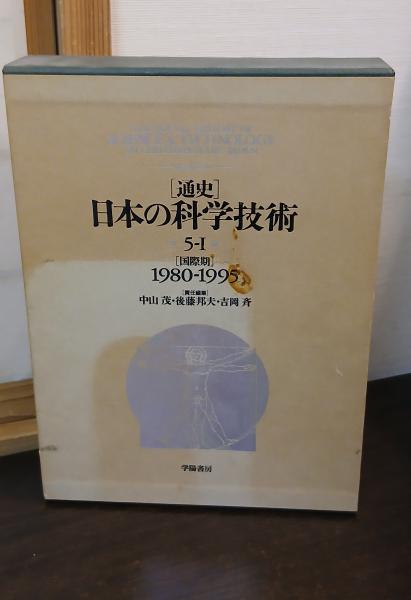 [通史]
日本の科学技術
5-I
[国際期]
1980-1995
[責任編集]
中山 茂・後藤邦夫・吉岡 斉
学陽書房